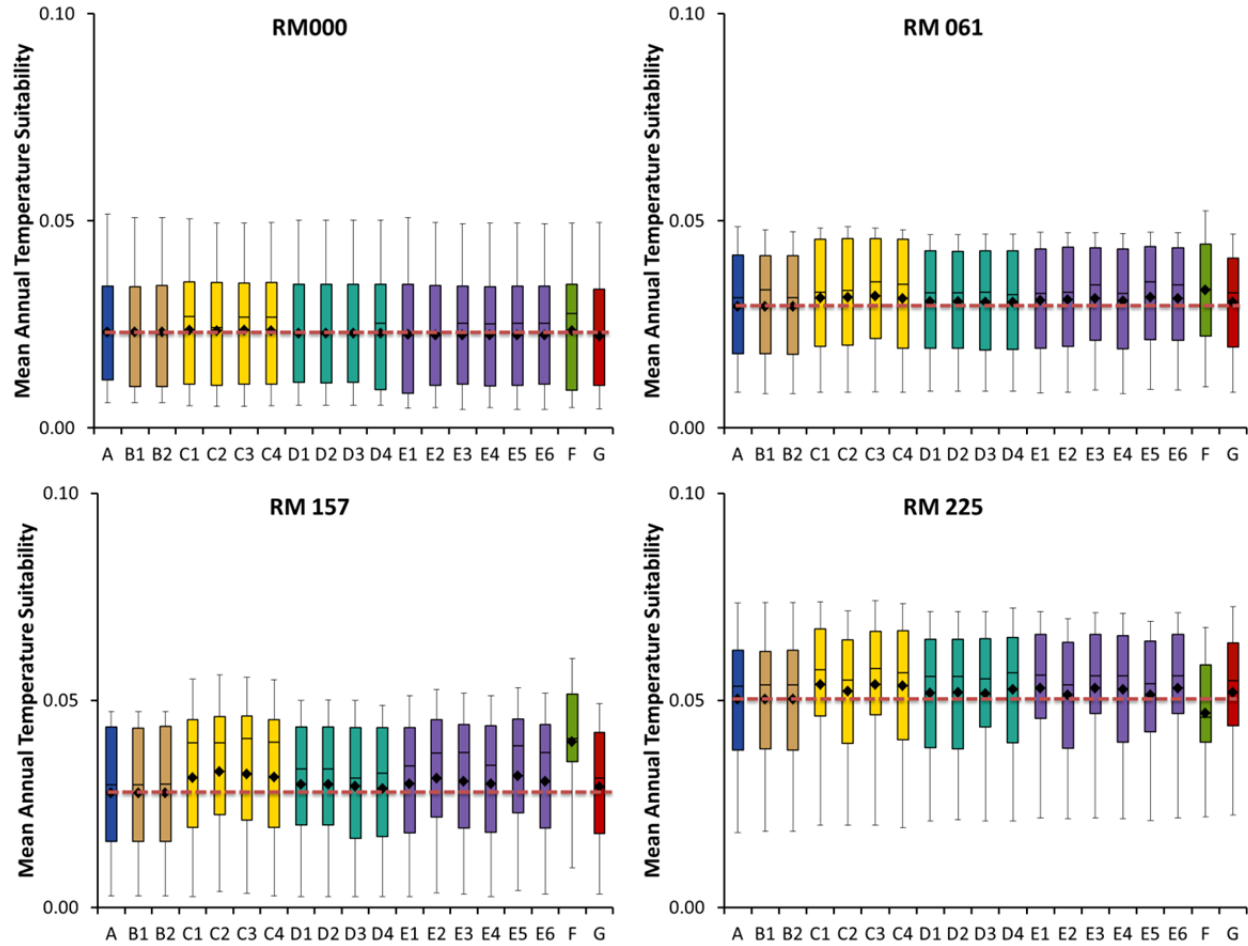 RM000
Mean Annual Temperature Suitability
0.10
0.05
0.00
A B1 B2 C1 C2 C3 C4 D1 D2 D3 D4 E1 E2 E3 E4 E5 E6 F G
RM 061
Mean Annual Temperature Suitability
0.10
0.05
0.00
A B1 B2 C1 C2 C3 C4 D1 D2 D3 D4 E1 E2 E3 E4 E5 E6 F G
RM 157
Mean Annual Temperature Suitability
0.10
0.05
0.00
A B1 B2 C1 C2 C3 C4 D1 D2 D3 D4 E1 E2 E3 E4 E5 E6 F G
RM 225
Mean Annual Temperature Suitability
0.10
0.05
0.00
A B1 B2 C1 C2 C3 C4 D1 D2 D3 D4 E1 E2 E3 E4 E5 E6 F G